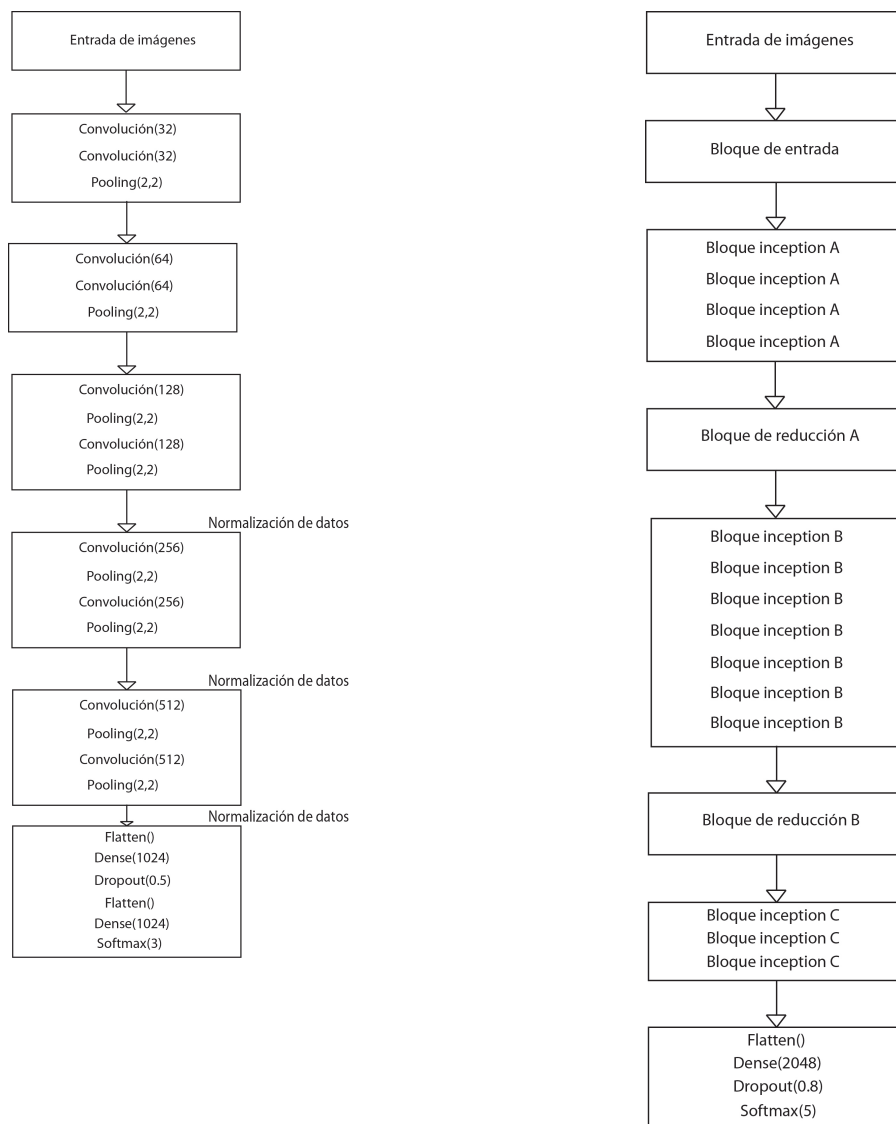 Entrada de imágenes
Convolución(32)
Convolución(32)
Pooling(2,2)
Convolución(64)
Convolución(64)
Pooling(2,2)
Convolución(128)
Pooling(2,2)
Convolución(128)
Pooling(2,2)
Normalización de datos
Convolución(256)
Pooling(2,2)
Convolución(256)
Pooling(2,2)
Normalización de datos
Convolución(512)
Pooling(2,2)
Convolución(512)
Pooling(2,2)
Normalización de datos
Flatten()
Dense(1024)
Dropout(0.5)
Flatten()
Dense(1024)
Softmax(3)
Entrada de imágenes
Bloque de entrada
Bloque inception A
Bloque inception A
Bloque inception A
Bloque inception A
Bloque de reducción A
Bloque inception B
Bloque inception B
Bloque inception B
Bloque inception B
Bloque inception B
Bloque inception B
Bloque inception B
Bloque de reducción B
Bloque inception C
Bloque inception C
Bloque inception C
Flatten()
Dense(2048)
Dropout(0.8)
Softmax(5)